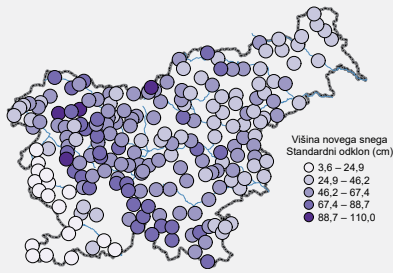 Višina novega snega
Standardni odklon (cm)
3,6 – 24,9
24,9 – 46,2
46,2 – 67,4
67,4 – 88,7
88,7 – 110,0